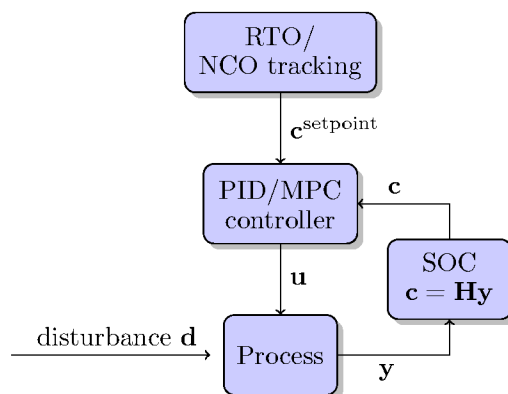 RTO/
NCO tracking
c^setpoint
PID/MPC
controller
c
u
SOC
c = Hy
disturbance d
Process
y